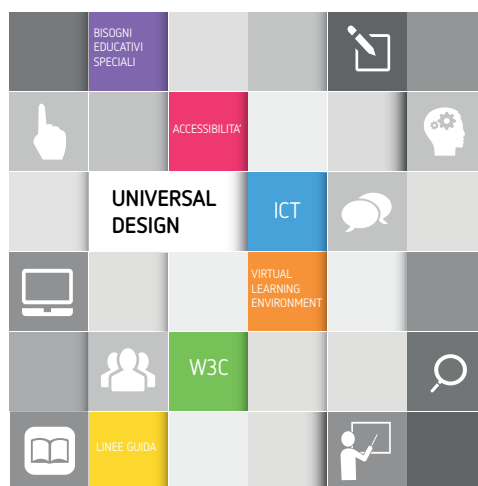 BISOGNI
EDUCATIVI
SPECIALI
ACCESSIBILITA'
UNIVERSAL
DESIGN
ICT
VIRTUAL
LEARNING
ENVIRONMENT
W3C
LINEE GUIDA